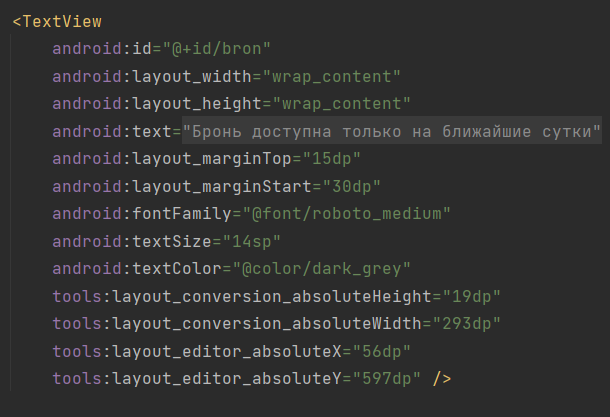 <TextView
android:id="@+id/bron"
android:layout_width="wrap_content"
android:layout_height="wrap_content"
android:text="Бронь доступна только на ближайшие сутки"
android:layout_marginTop="15dp"
android:layout_marginStart="30dp"
android:fontFamily="@font/roboto_medium"
android:textSize="14sp"
android:textColor="@color/dark_grey"
tools:layout_conversion_absoluteHeight="19dp"
tools:layout_conversion_absoluteWidth="293dp"
tools:layout_editor_absoluteX="56dp"
tools:layout_editor_absoluteY="597dp" />